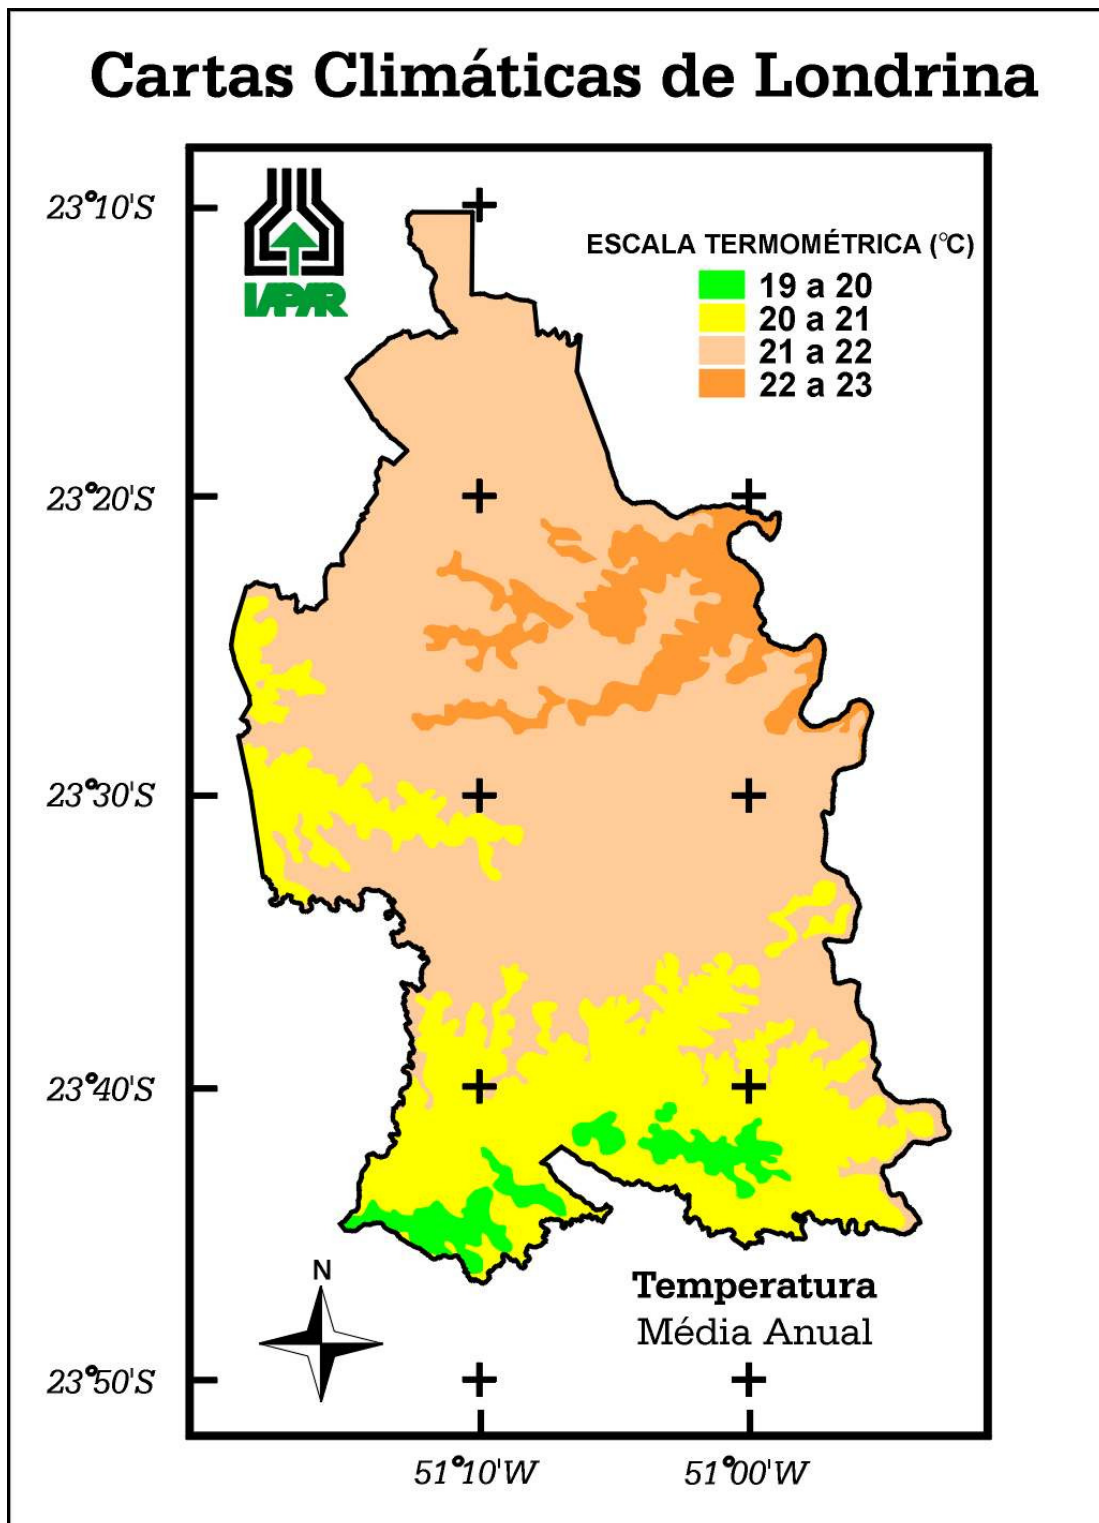 Cartas Climáticas de Londrina
23°10'S
IAPAR
ESCALA TERMOMÉTRICA (°C)
19 a 20
20 a 21
21 a 22
22 a 23
23°20'S
23°30'S
23°40'S
N
Temperatura
Média Anual
23°50'S
51°10'W
51°00'W